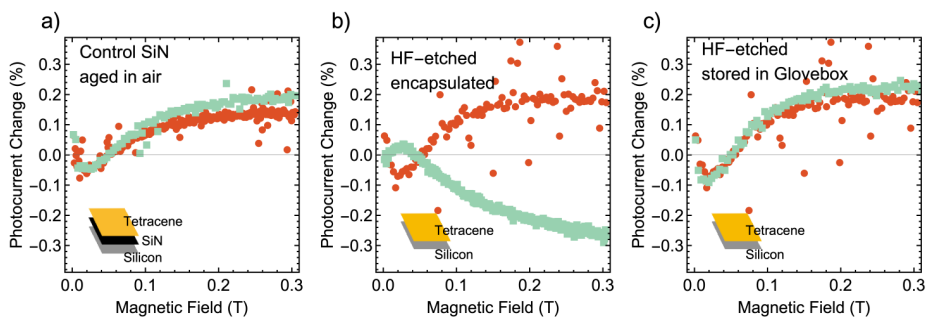 a)
Control SiN
aged in air
Photocurrent Change (%)
0.3
0.2
0.1
0.0
−0.1
−0.2
−0.3
Tetracene
SiN
Silicon
0.0 0.1 0.2 0.3
Magnetic Field (T)
b)
HF−etched
encapsulated
Photocurrent Change (%)
0.3
0.2
0.1
0.0
−0.1
−0.2
−0.3
Tetracene
Silicon
0.0 0.1 0.2 0.3
Magnetic Field (T)
c)
HF−etched
stored in Glovebox
Photocurrent Change (%)
0.3
0.2
0.1
0.0
−0.1
−0.2
−0.3
Tetracene
Silicon
0.0 0.1 0.2 0.3
Magnetic Field (T)